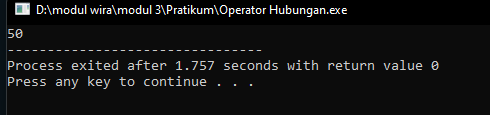 D:\modul wira\modul 3\Pratikum\Operator Hubungan.exe
50
--------------------------------
Process exited after 1.757 seconds with return value 0
Press any key to continue . . .